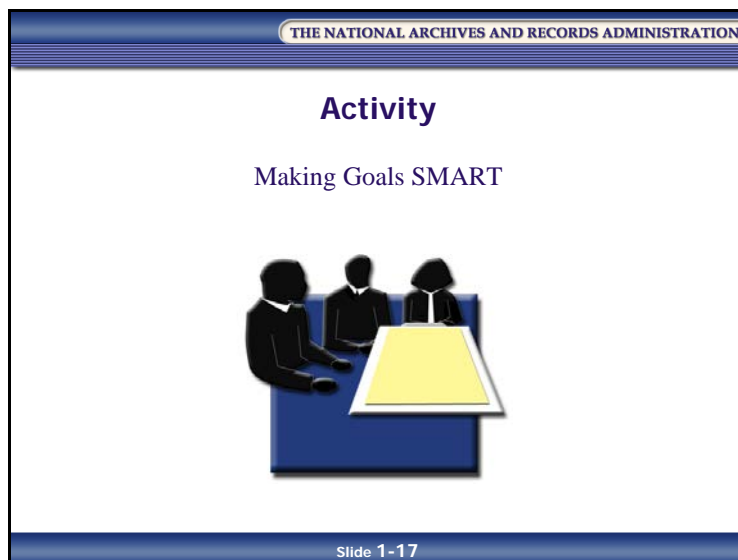 THE NATIONAL ARCHIVES AND RECORDS ADMINISTRATION
Activity
Making Goals SMART
Slide 1-17